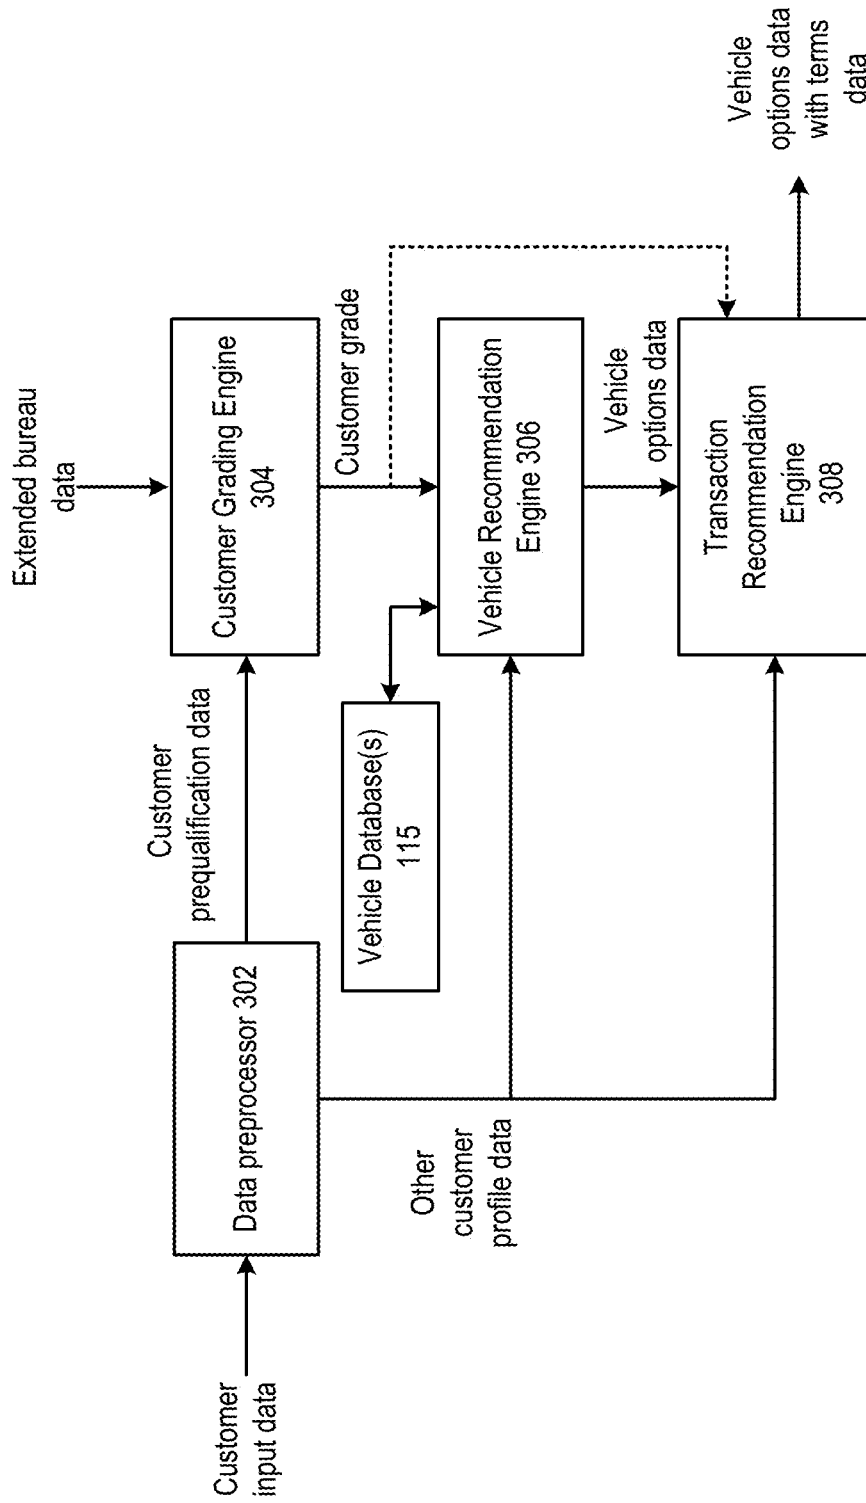 Extended bureau
data
Customer
input data
Data preprocessor 302
Customer
prequalification data
Customer Grading Engine
304
Customer grade
Vehicle Database(s)
115
Other
customer
profile data
Vehicle Recommendation
Engine 306
Vehicle
options data
Transaction
Recommendation
Engine
308
Vehicle
options data
with terms
data